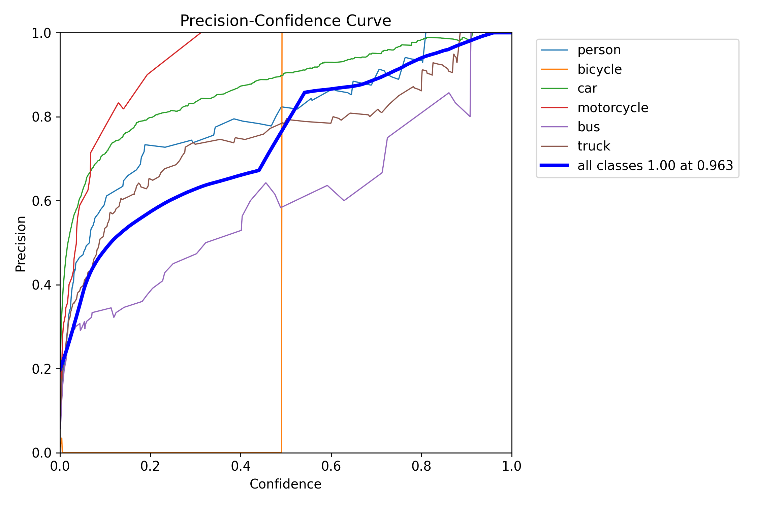 Precision-Confidence Curve
1.0
0.8
0.6
0.4
0.2
0.0
Precision
0.0 0.2 0.4 0.6 0.8 1.0
Confidence
person
bicycle
car
motorcycle
bus
truck
all classes 1.00 at 0.963